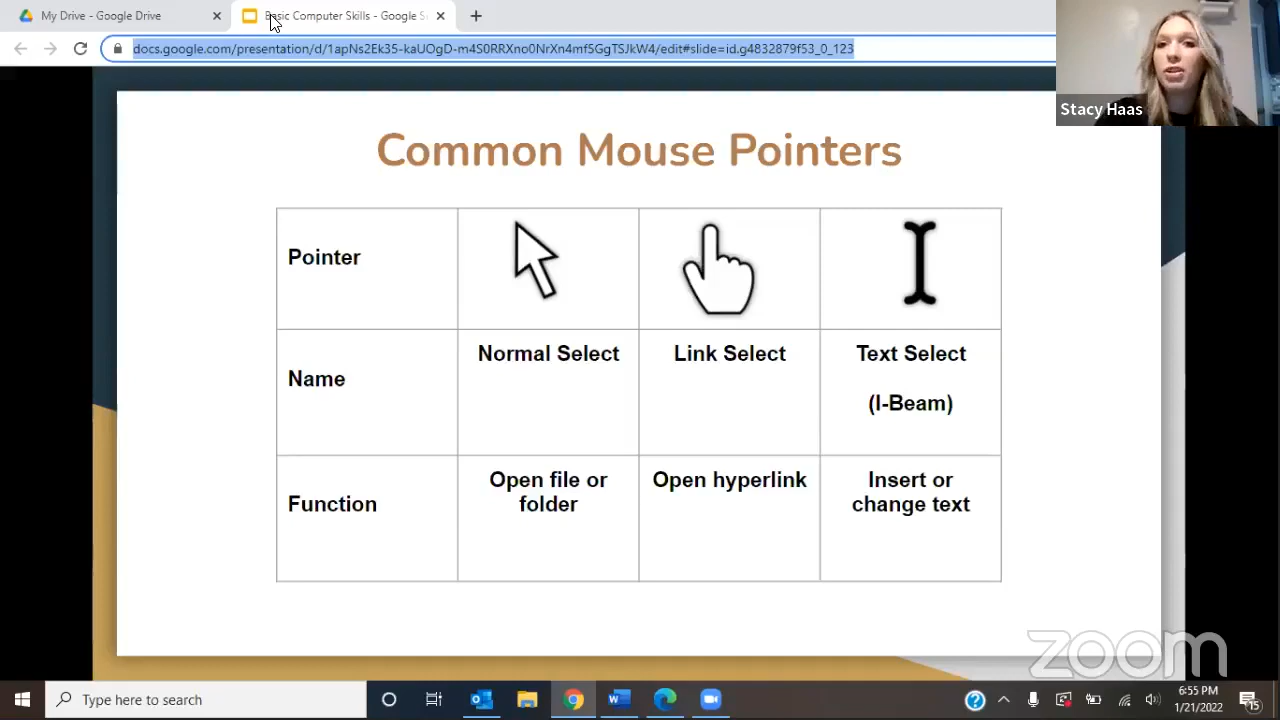 My Drive - Google Drive
Basic Computer Skills - Google S
docs.google.com/presentation/d/1apNs2Ek35-kaUOgD-m4S0RRXno0NrXn4mf5GgTSJkW4/edit#slide=id.g4832879f53_0_123
Stacy Haas
Common Mouse Pointers
Pointer
Name
Normal Select
Link Select
Text Select
(I-Beam)
Function
Open file or
folder
Open hyperlink
Insert or
change text
zoom
Type here to search
6:55 PM
1/21/2022
15